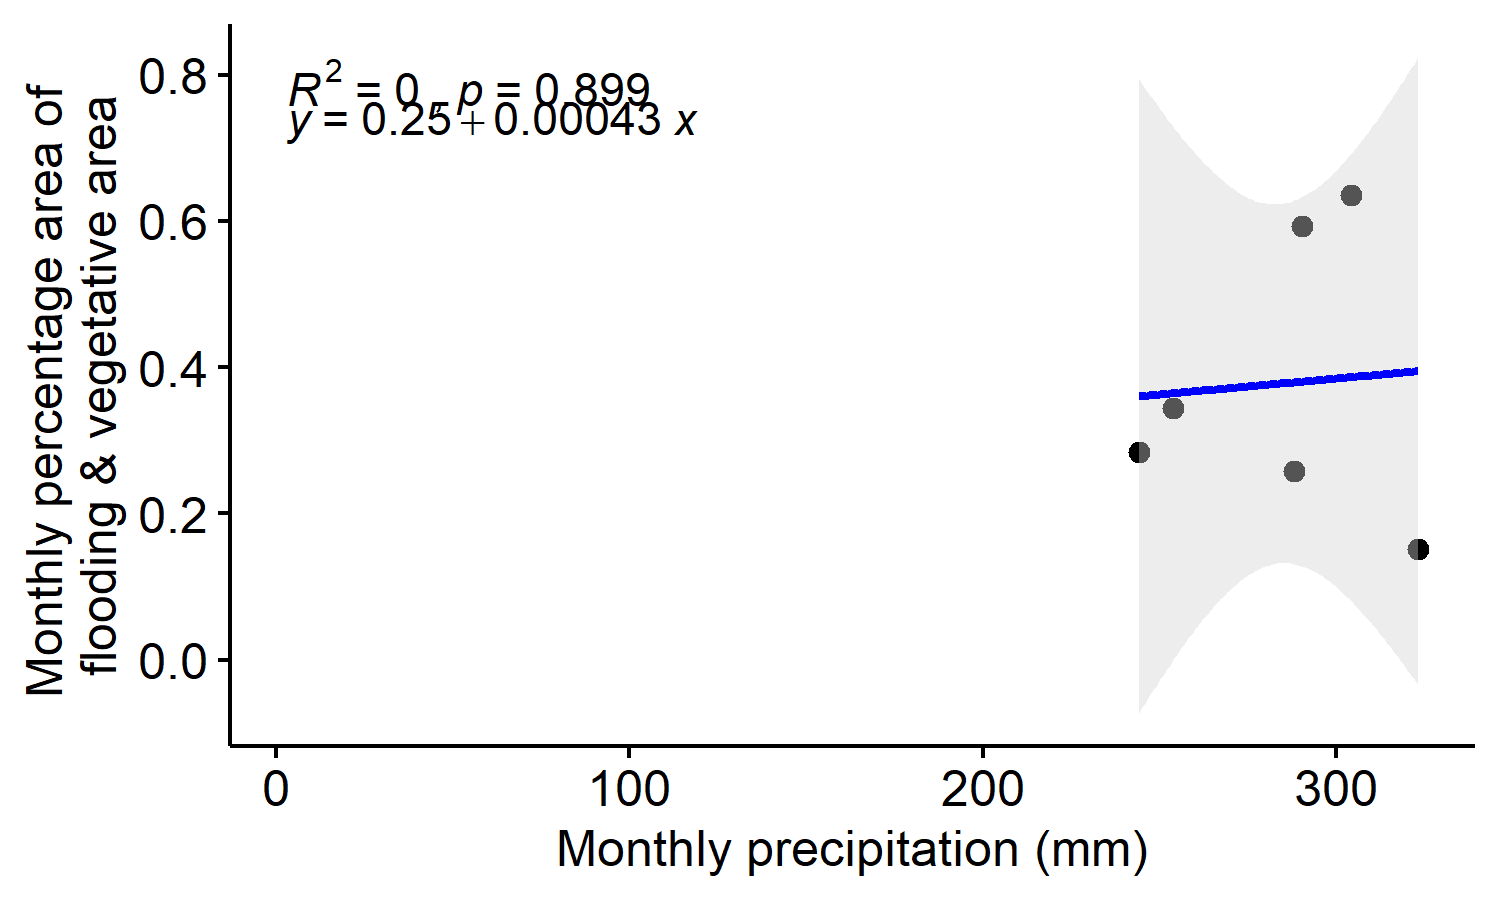 Monthly percentage area of
flooding & vegetative area
0.8
0.6
0.4
0.2
0.0
R² = 0, p = 0.899
y = 0.25 + 0.00043 x
0
100
200
300
Monthly precipitation (mm)